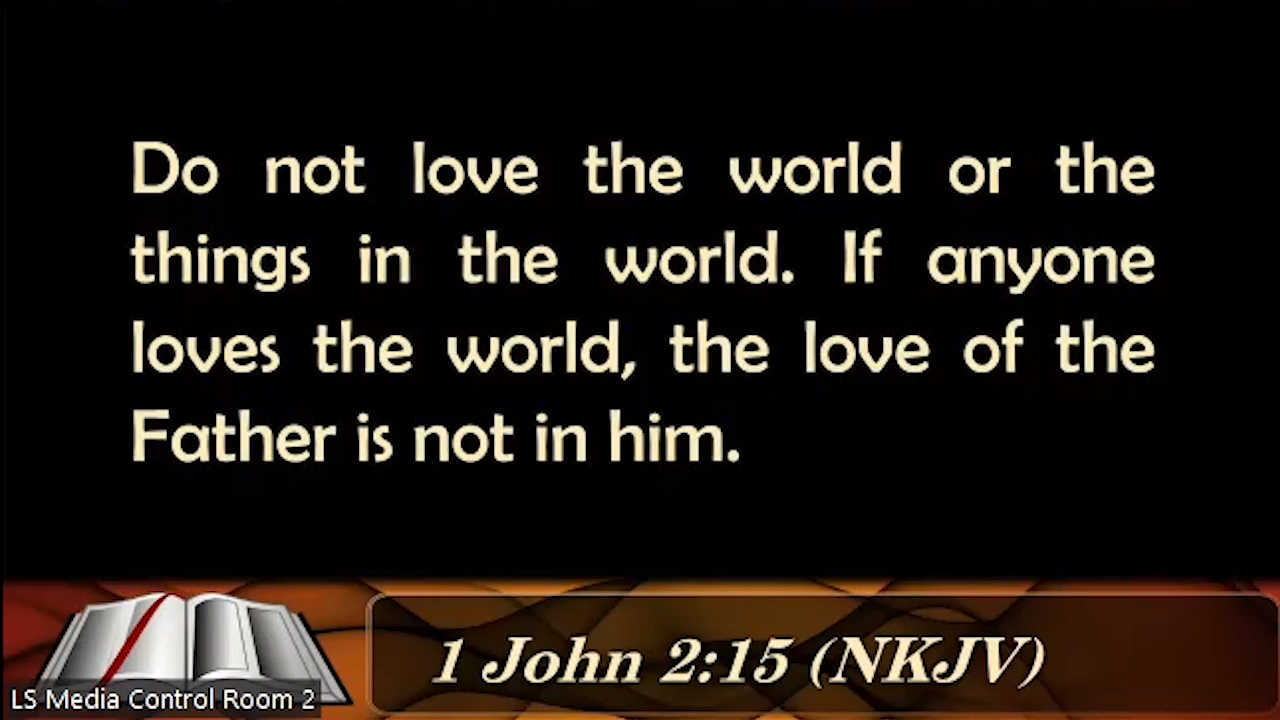 Do not love the world or the
things in the world. If anyone
loves the world, the love of the
Father is not in him.
1 John 2:15 (NKJV)
LS Media Control Room 2